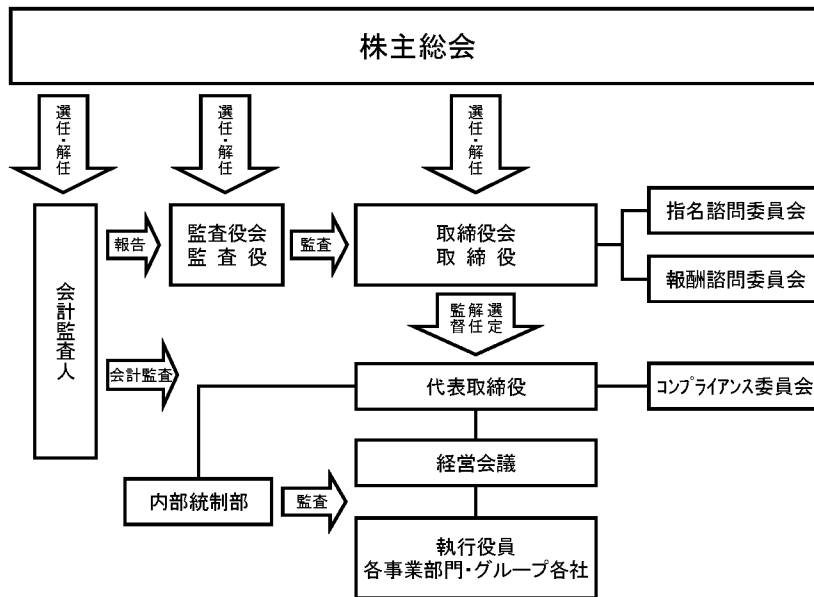 株主総会
選任・解任
選任・解任
選任・解任
会計監査人
報告
監査役会
監査役
監査
取締役会
取締役
指名諮問委員会
報酬諮問委員会
選定
解任
監督
会計監査
代表取締役
コンプライアンス委員会
経営会議
内部統制部
監査
執行役員
各事業部門・グループ各社